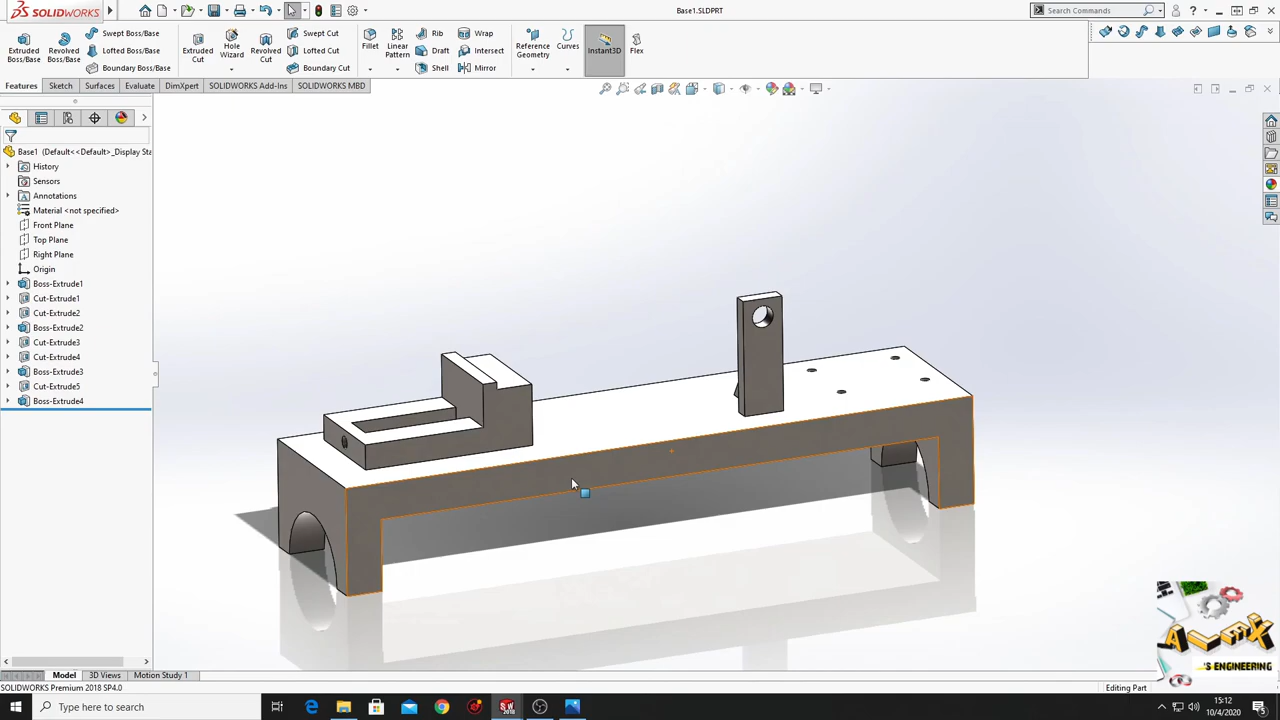 SOLIDWORKS
Base1.SLDPRT
Search Commands
Extruded Boss/Base
Revolved Boss/Base
Swept Boss/Base
Lofted Boss/Base
Boundary Boss/Base
Extruded Cut
Hole Wizard
Revolved Cut
Swept Cut
Lofted Cut
Boundary Cut
Fillet
Linear Pattern
Rib
Draft
Shell
Wrap
Intersect
Mirror
Reference Geometry
Curves
Instant3D
Flex
Features
Sketch
Surfaces
Evaluate
DimXpert
SOLIDWORKS Add-Ins
SOLIDWORKS MBD
Base1 (Default<<Default>_Display Sta
History
Sensors
Annotations
Material <not specified>
Front Plane
Top Plane
Right Plane
Origin
Boss-Extrude1
Cut-Extrude1
Cut-Extrude2
Boss-Extrude2
Cut-Extrude3
Cut-Extrude4
Boss-Extrude3
Cut-Extrude5
Boss-Extrude4
'S ENGINEERING
Model
3D Views
Motion Study 1
SOLIDWORKS Premium 2018 SP4.0
Editing Part
Type here to search
15:12
10/4/2020